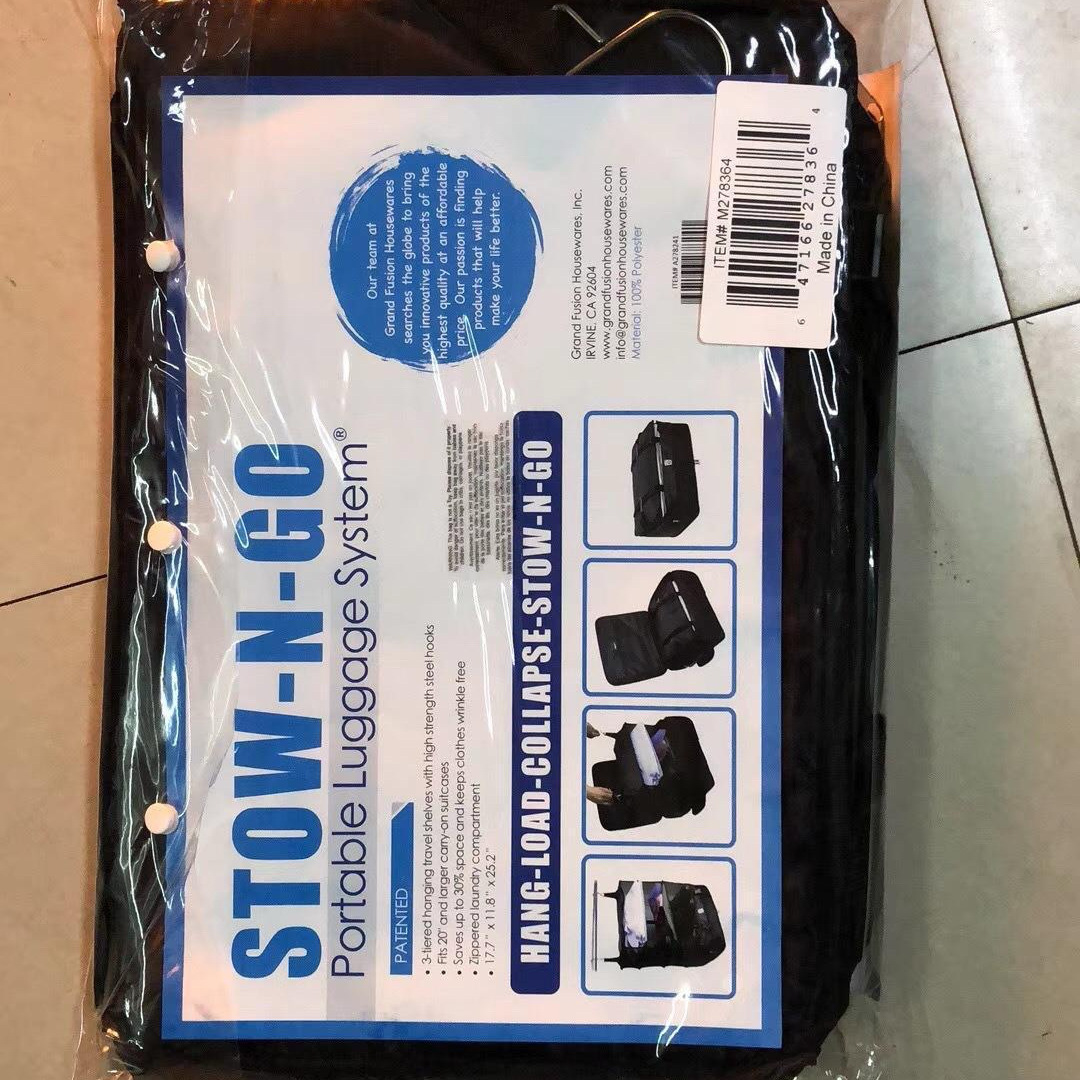 STOW-N-GO
Portable Luggage System®
PATENTED
• 3-tiered hanging travel shelves with high strength steel hooks
• Fits 20" and larger carry-on suitcases
• Saves up to 30% space and keeps clothes wrinkle free
• Zippered laundry compartment
• 17.7" x 11.8" x 25.2"
HANG-LOAD-COLLAPSE-STOW-N-GO
Our team at
Grand Fusion Housewares
searches the globe to bring
you innovative products of the
highest quality at an affordable
price. Our passion is finding
products that will help
make your life better.
Grand Fusion Housewares, Inc.
IRVINE, CA 92604
www.grandfusionhousewares.com
info@grandfusionhousewares.com
Material: 100% Polyester
ITEM# A278241
ITEM# M278364
6 47166 27836 4
Made in China